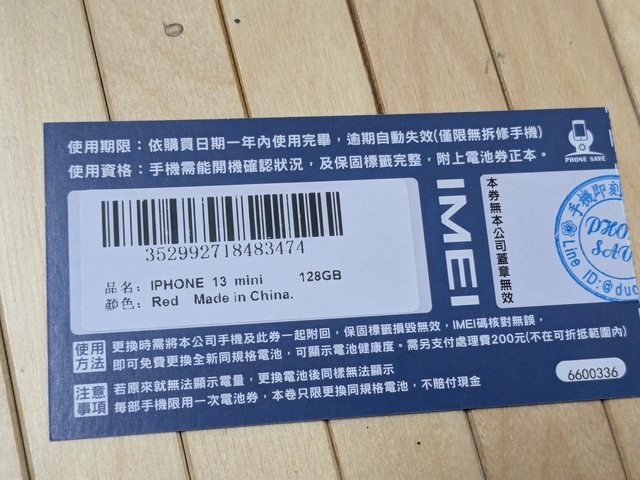 使用期限：依購買日期一年內使用完畢，逾期自動失效(僅限無拆修手機)
使用資格：手機需能開機確認狀況，及保固標籤完整，附上電池券正本。
PHONE SAVE
352992718483474
品名：IPHONE 13 mini 128GB
顏色：Red Made in China.
IMEI
本券無本公司蓋章無效
手機即刻
PHO
SAV
Line ID:@duo
使用方法
更換時需將本公司手機及此券一起附回，保固標籤損毀無效，IMEI碼核對無誤，
即可免費更換全新同規格電池，可顯示電池健康度。需另支付處理費200元(不在可折抵範圍內)
注意事項
若原來就無法顯示電量，更換電池後同樣無法顯示
每部手機限用一次電池券，本卷只限更換同規格電池，不賠付現金
6600336